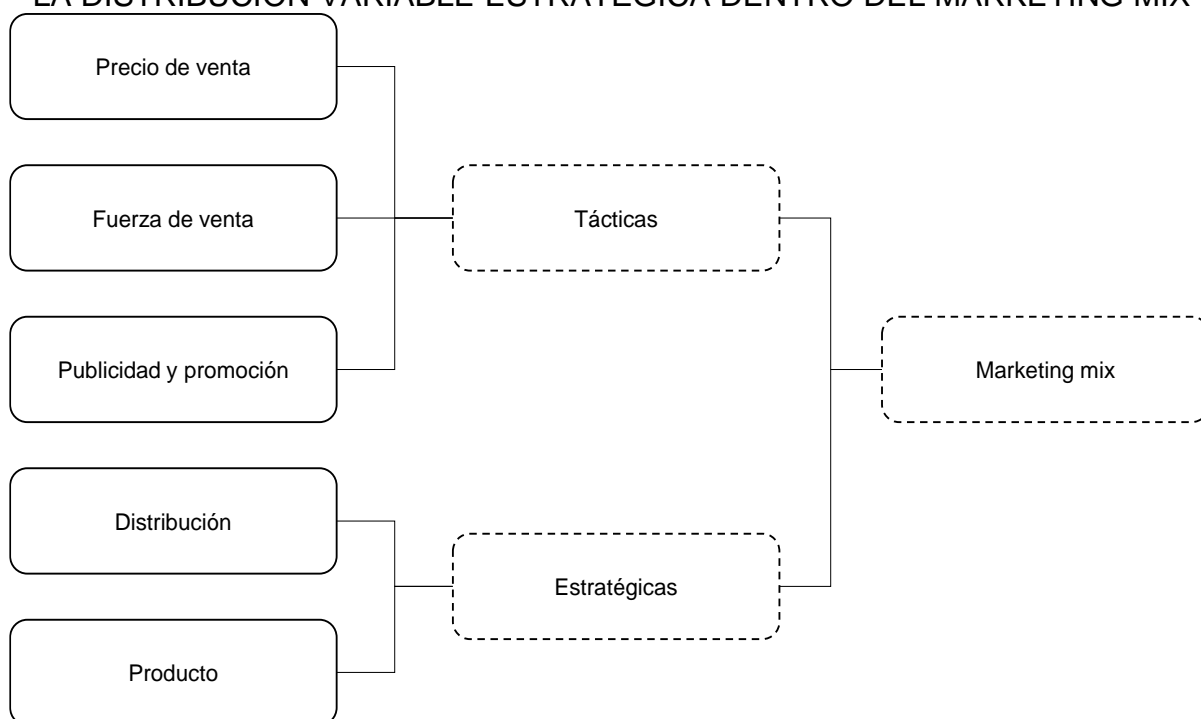 LA DISTRIBUCIÓN VARIABLE ESTRATÉGICA DENTRO DEL MARKETING MIX
Precio de venta
Fuerza de venta
Tácticas
Publicidad y promoción
Marketing mix
Distribución
Estratégicas
Producto